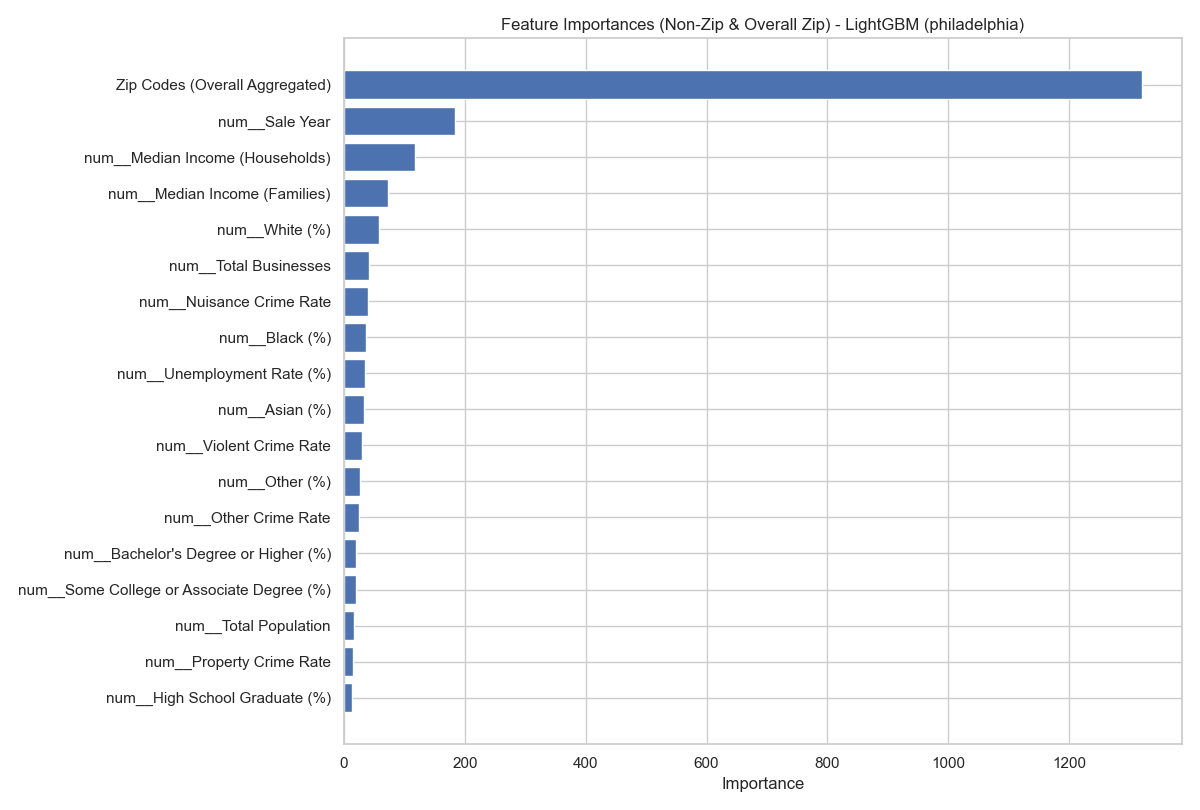 Feature Importances (Non-Zip & Overall Zip) - LightGBM (philadelphia)
Zip Codes (Overall Aggregated)
num__Sale Year
num__Median Income (Households)
num__Median Income (Families)
num__White (%)
num__Total Businesses
num__Nuisance Crime Rate
num__Black (%)
num__Unemployment Rate (%)
num__Asian (%)
num__Violent Crime Rate
num__Other (%)
num__Other Crime Rate
num__Bachelor's Degree or Higher (%)
num__Some College or Associate Degree (%)
num__Total Population
num__Property Crime Rate
num__High School Graduate (%)
0 200 400 600 800 1000 1200
Importance